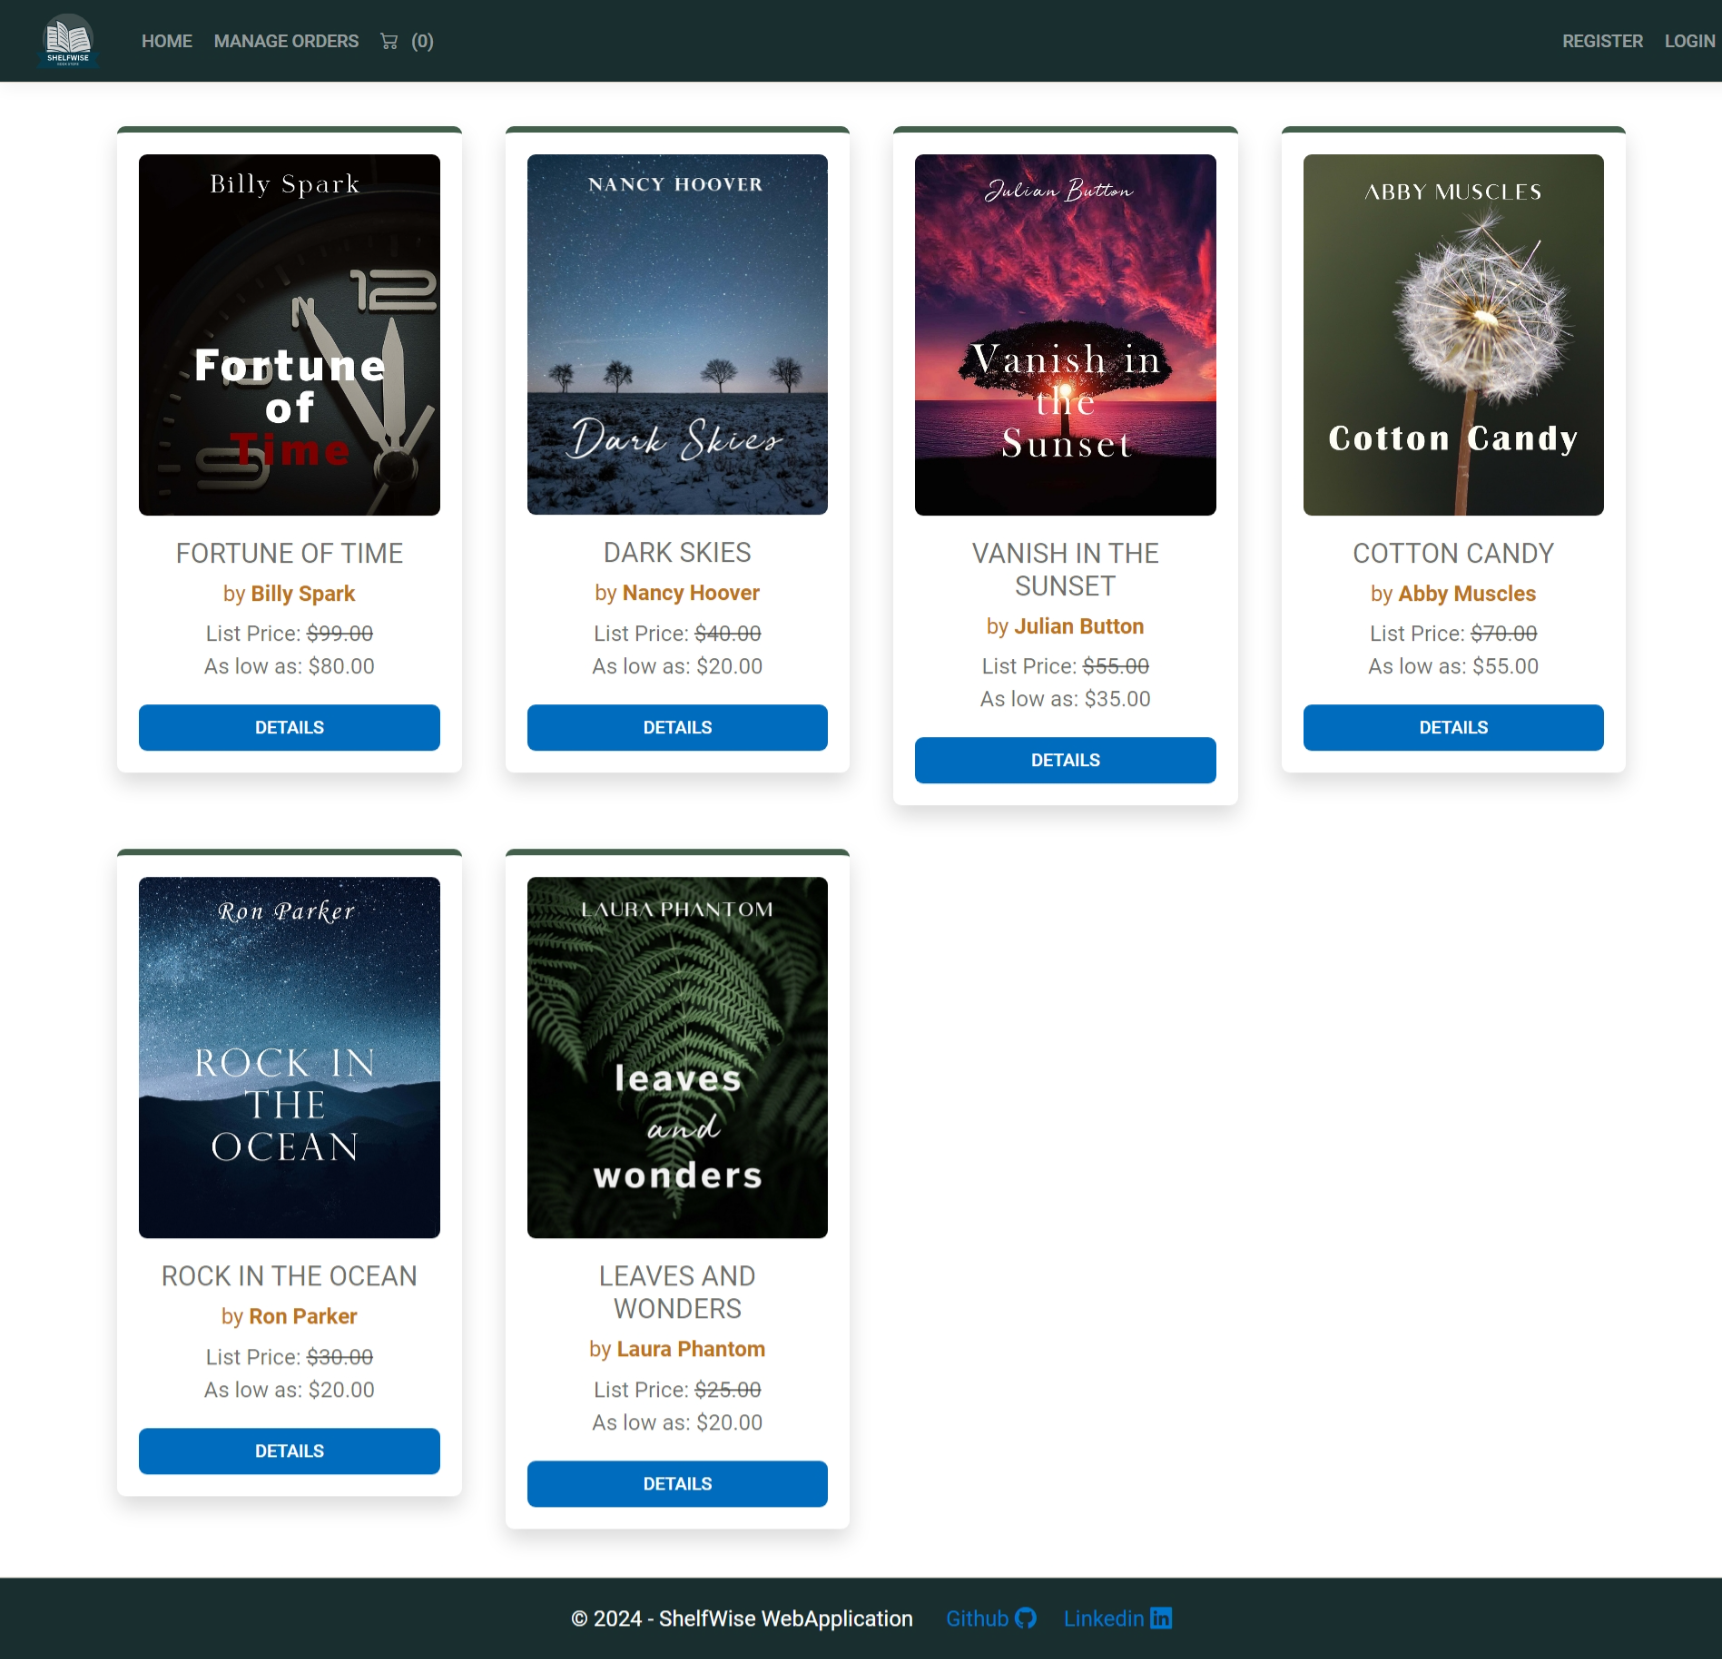 SHELFWISE
HOME
MANAGE ORDERS
(0)
REGISTER
LOGIN
Billy Spark
12
9
Fortune
of
Time
FORTUNE OF TIME
by Billy Spark
List Price: $99.00
As low as: $80.00
DETAILS
NANCY HOOVER
Dark Skies
DARK SKIES
by Nancy Hoover
List Price: $40.00
As low as: $20.00
DETAILS
Julian Button
Vanish in
the
Sunset
VANISH IN THE
SUNSET
by Julian Button
List Price: $55.00
As low as: $35.00
DETAILS
ABBY MUSCLES
Cotton Candy
COTTON CANDY
by Abby Muscles
List Price: $70.00
As low as: $55.00
DETAILS
Ron Parker
ROCK IN
THE
OCEAN
ROCK IN THE OCEAN
by Ron Parker
List Price: $30.00
As low as: $20.00
DETAILS
LAURA PHANTOM
leaves
and
wonders
LEAVES AND
WONDERS
by Laura Phantom
List Price: $25.00
As low as: $20.00
DETAILS
© 2024 - ShelfWise WebApplication
Github
Linkedin